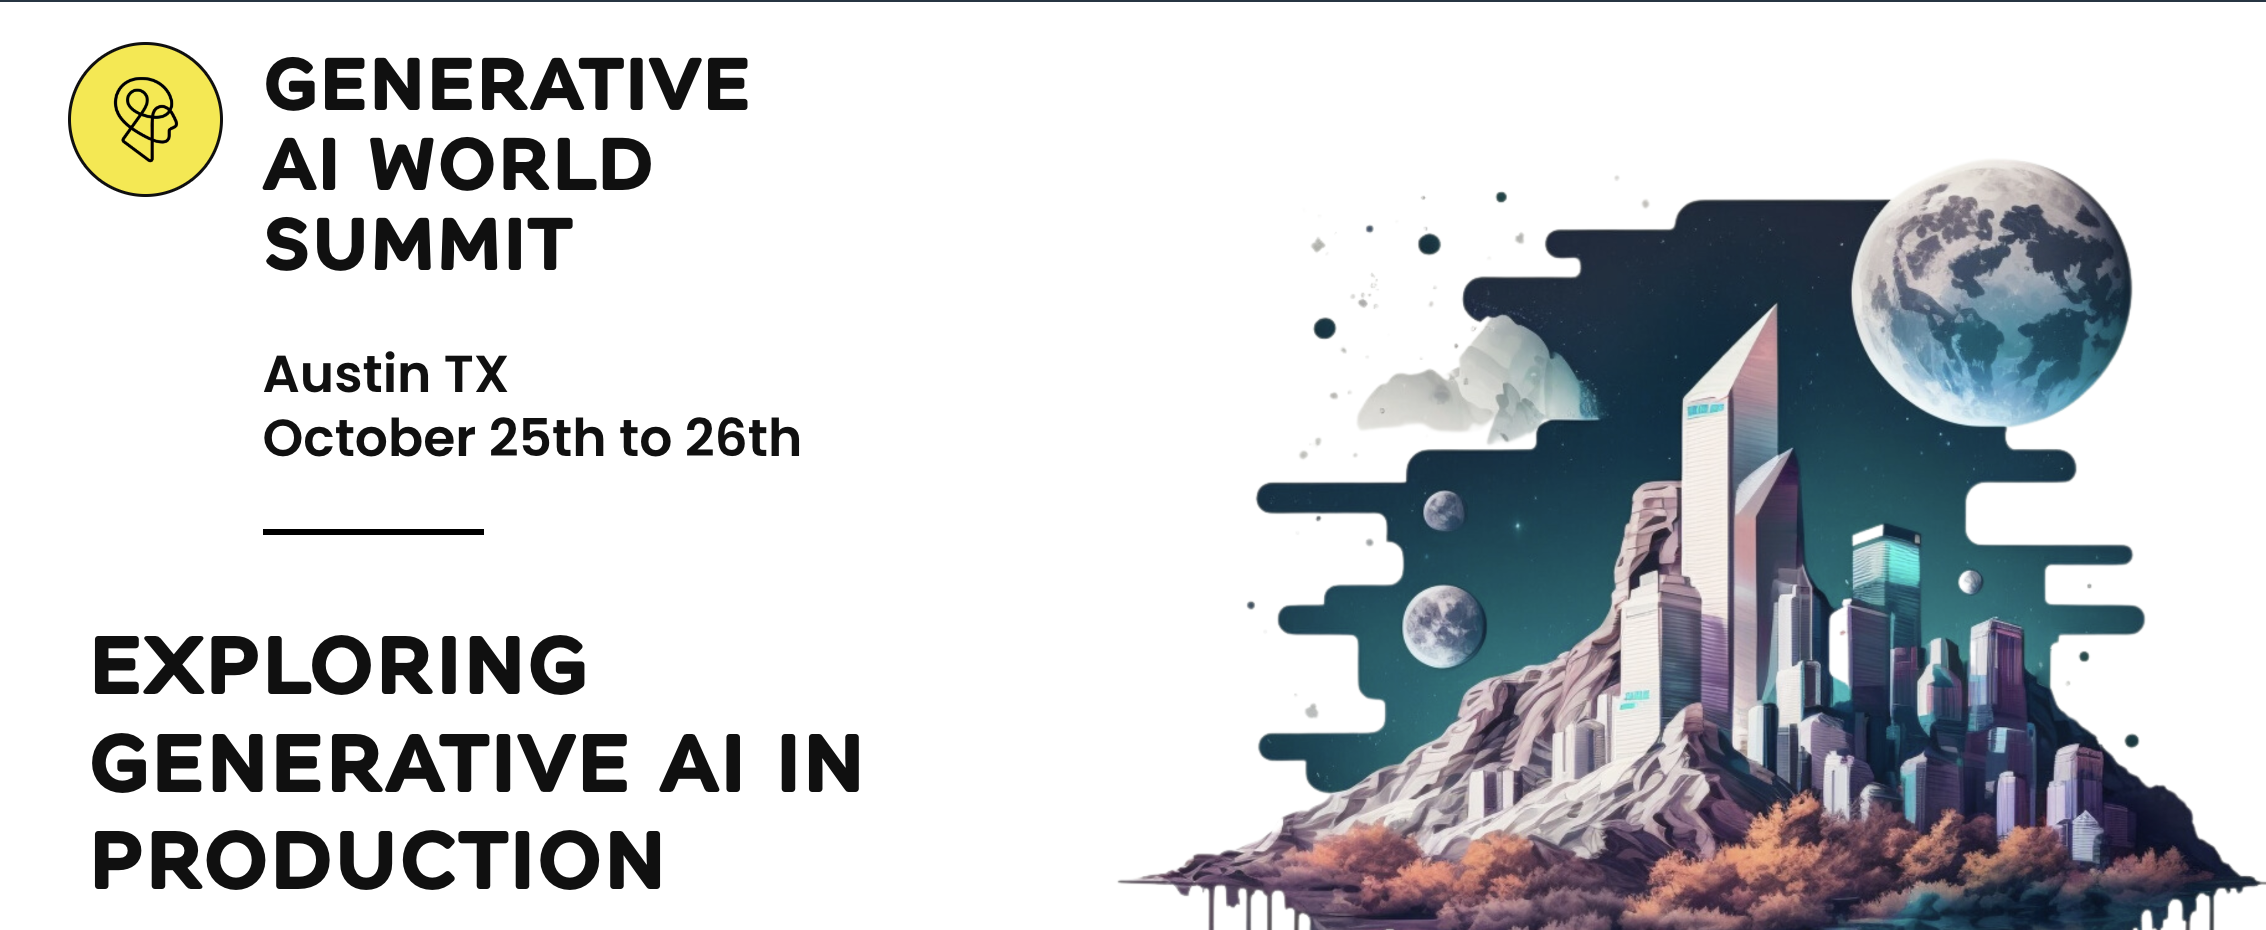 GENERATIVE
AI WORLD
SUMMIT
Austin TX
October 25th to 26th
EXPLORING
GENERATIVE AI IN
PRODUCTION